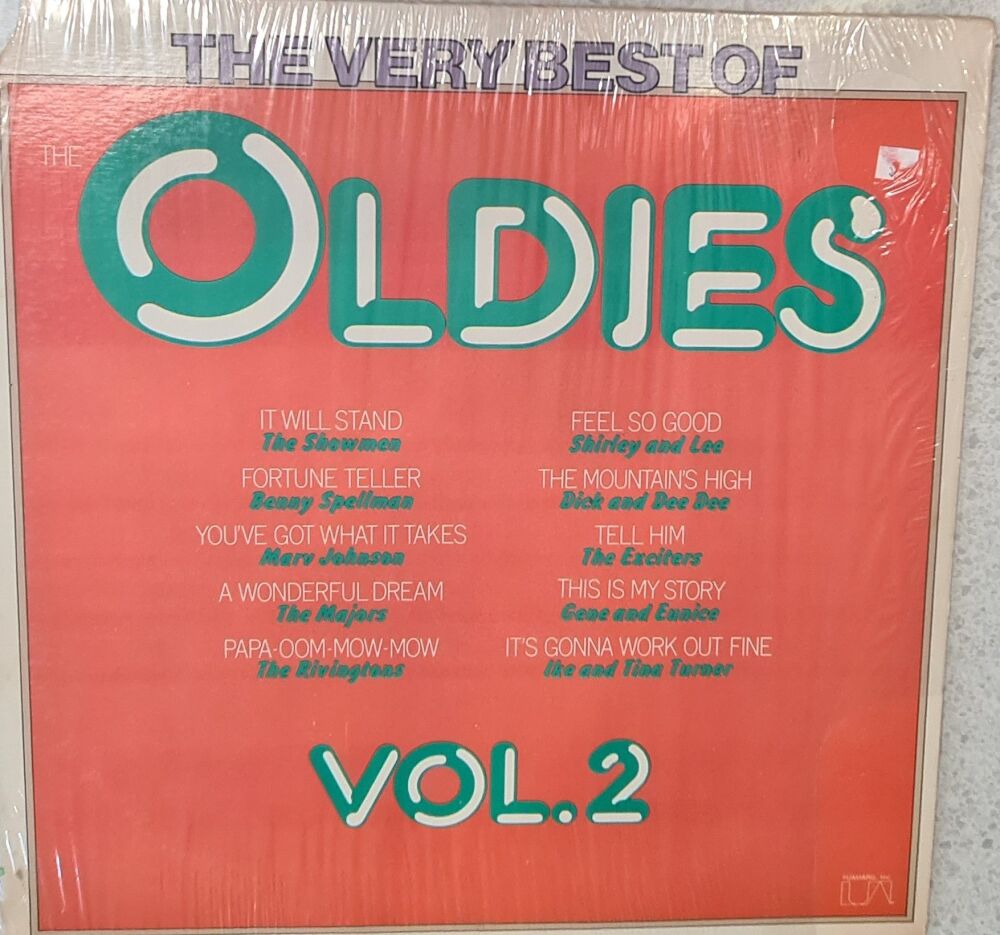 THE VERY BEST OF
THE
OLDIES
IT WILL STAND
The Showmen
FORTUNE TELLER
Benny Spellman
YOU'VE GOT WHAT IT TAKES
Marv Johnson
A WONDERFUL DREAM
The Majors
PAPA-OOM-MOW-MOW
The Rivingtons
FEEL SO GOOD
Shirley and Lee
THE MOUNTAIN'S HIGH
Dick and Dee Dee
TELL HIM
The Exciters
THIS IS MY STORY
Gene and Eunice
IT'S GONNA WORK OUT FINE
Ike and Tina Turner
VOL.2
UA